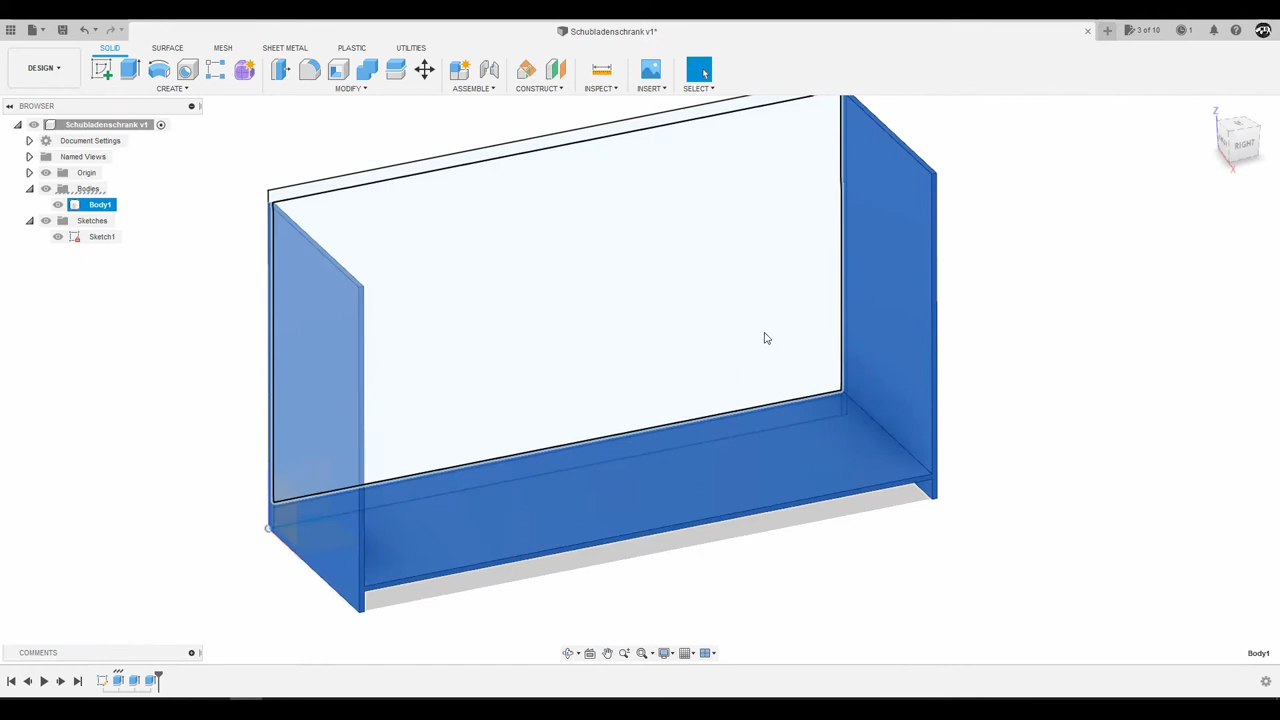 Schubladenschrank v1*
3 of 10
1
SOLID
SURFACE
MESH
SHEET METAL
PLASTIC
UTILITIES
DESIGN
CREATE
MODIFY
ASSEMBLE
CONSTRUCT
INSPECT
INSERT
SELECT
BROWSER
Schubladenschrank v1
Document Settings
Named Views
Origin
Bodies
Body1
Sketches
Sketch1
Z
RIGHT
X
COMMENTS
Body1